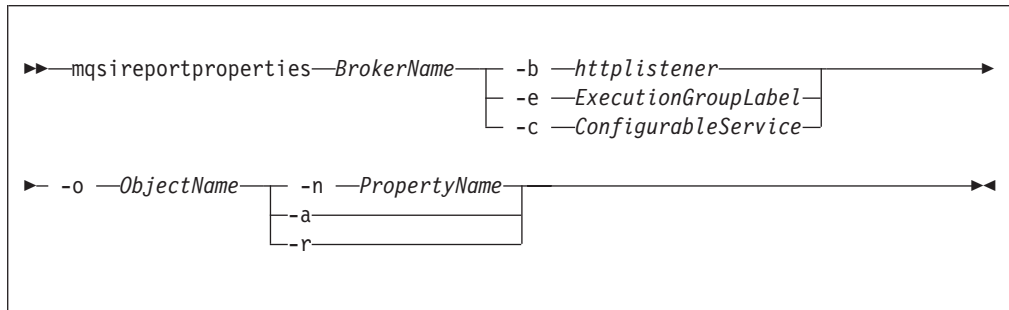 mqsireportproperties BrokerName -b httplistener
-e ExecutionGroupLabel
-c ConfigurableService
-o ObjectName -n PropertyName
-a
-r